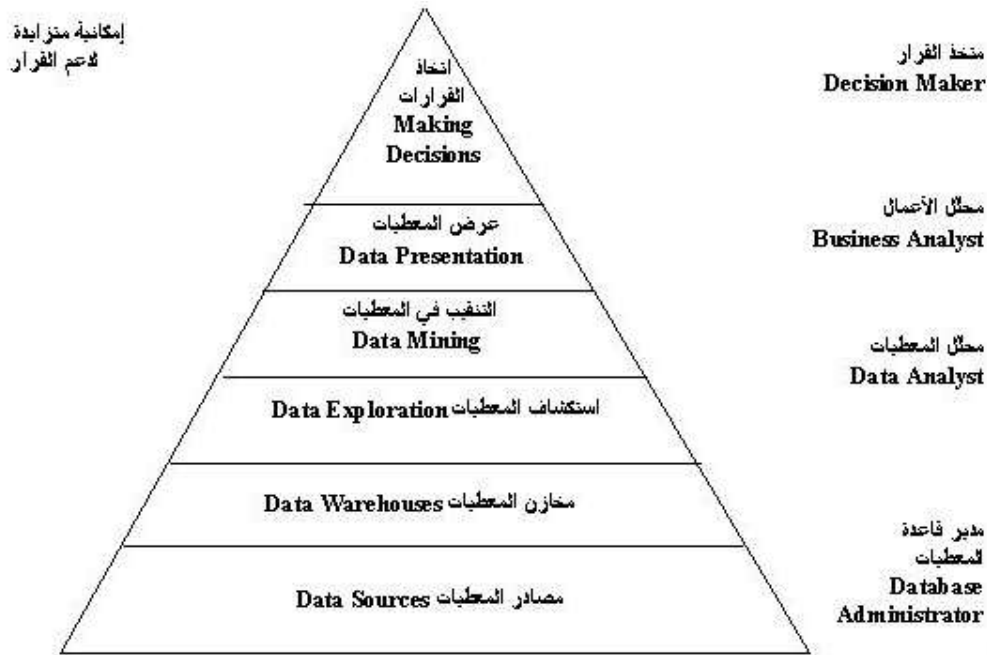 إمكانية متزايدة
لدعم القرار
متخذ القرار
Decision Maker
اتخاذ
القرارات
Making
Decisions
محلّل الأعمال
Business Analyst
عرض المعطيات
Data Presentation
التنقيب في المعطيات
Data Mining
محلّل المعطيات
Data Analyst
Data Exploration استكشاف المعطيات
Data Warehouses مخازن المعطيات
مدير قاعدة
المعطيات
Database
Administrator
Data Sources مصادر المعطيات